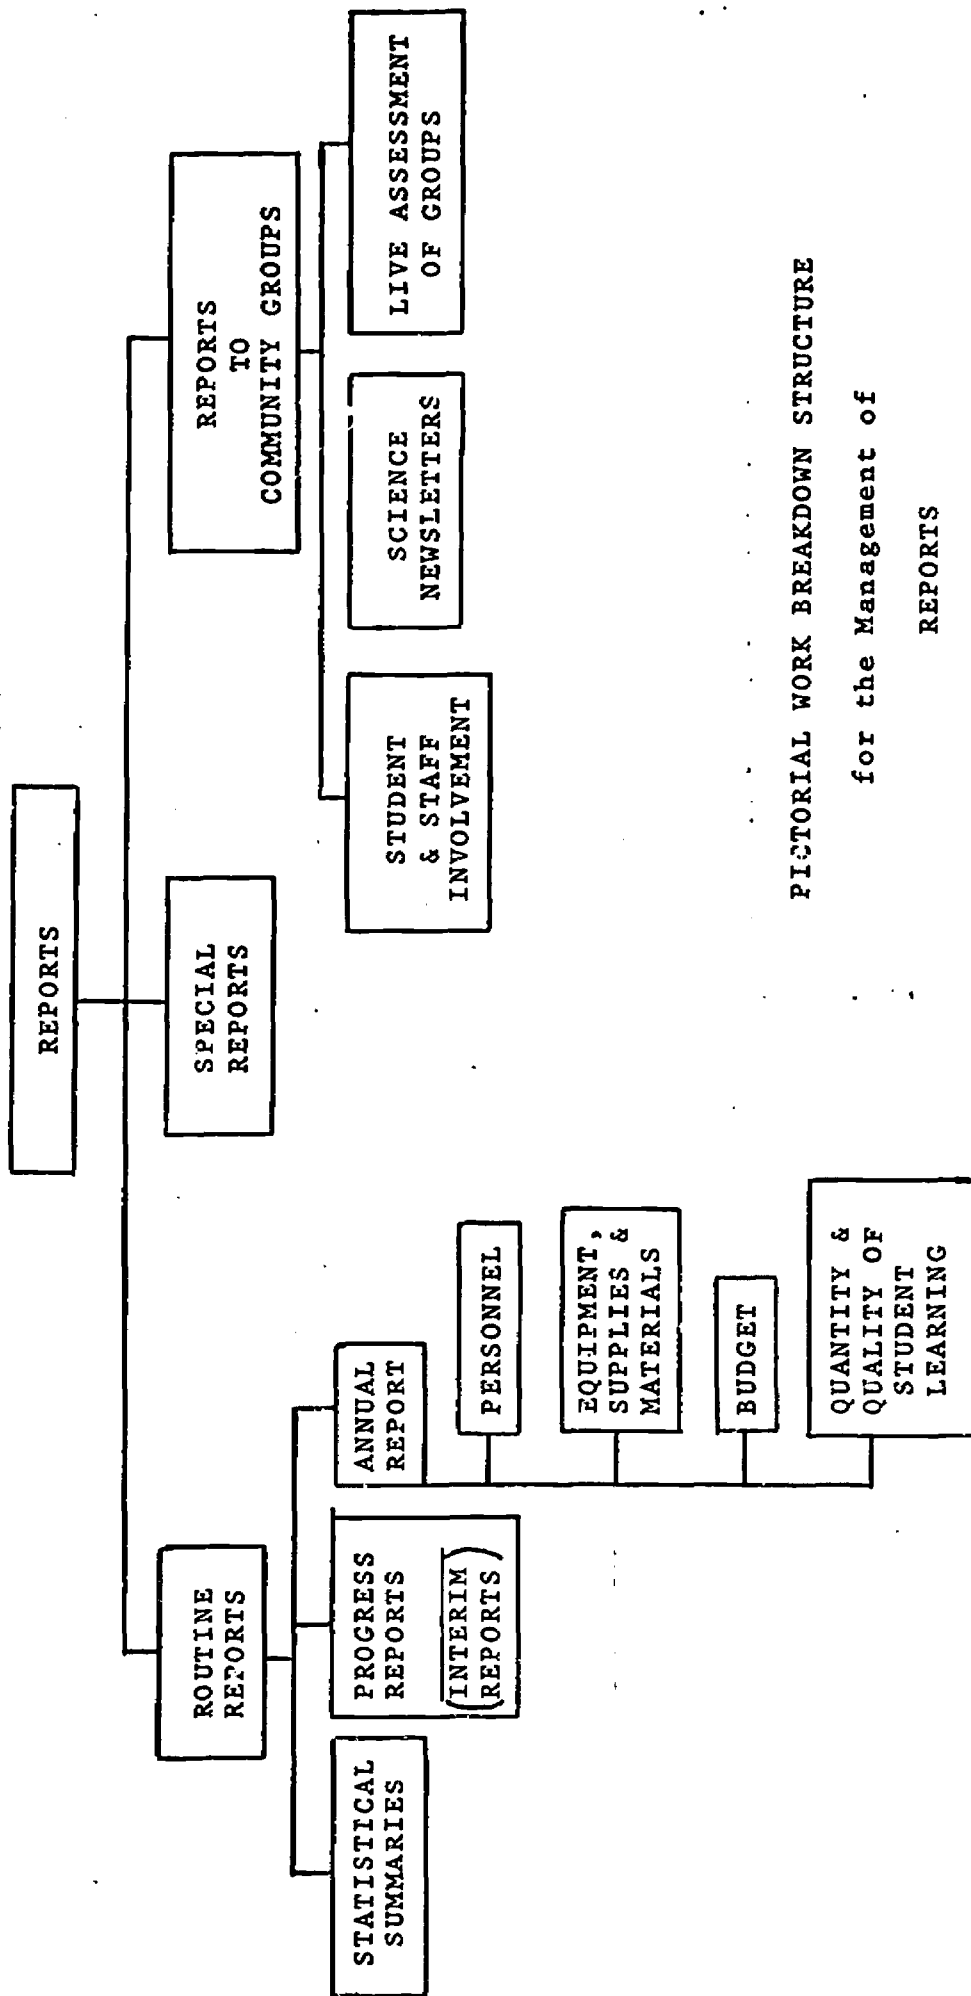 REPORTS
ROUTINE
REPORTS
SPECIAL
REPORTS
REPORTS
TO
COMMUNITY GROUPS
STATISTICAL
SUMMARIES
PROGRESS
REPORTS
(INTERIM)
(REPORTS)
ANNUAL
REPORT
PERSONNEL
EQUIPMENT,
SUPPLIES &
MATERIALS
BUDGET
QUANTITY &
QUALITY OF
STUDENT
LEARNING
STUDENT
& STAFF
INVOLVEMENT
SCIENCE
NEWSLETTERS
LIVE ASSESSMENT
OF GROUPS
PICTORIAL WORK BREAKDOWN STRUCTURE
for the Management of
REPORTS